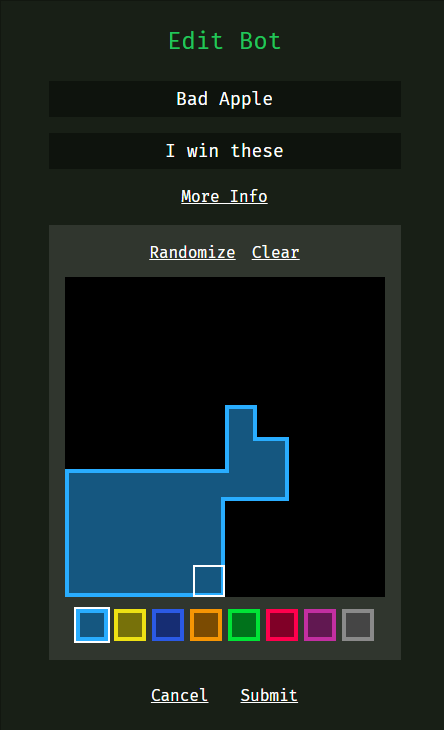 Edit Bot
Bad Apple
I win these
More Info
Randomize Clear
Cancel Submit